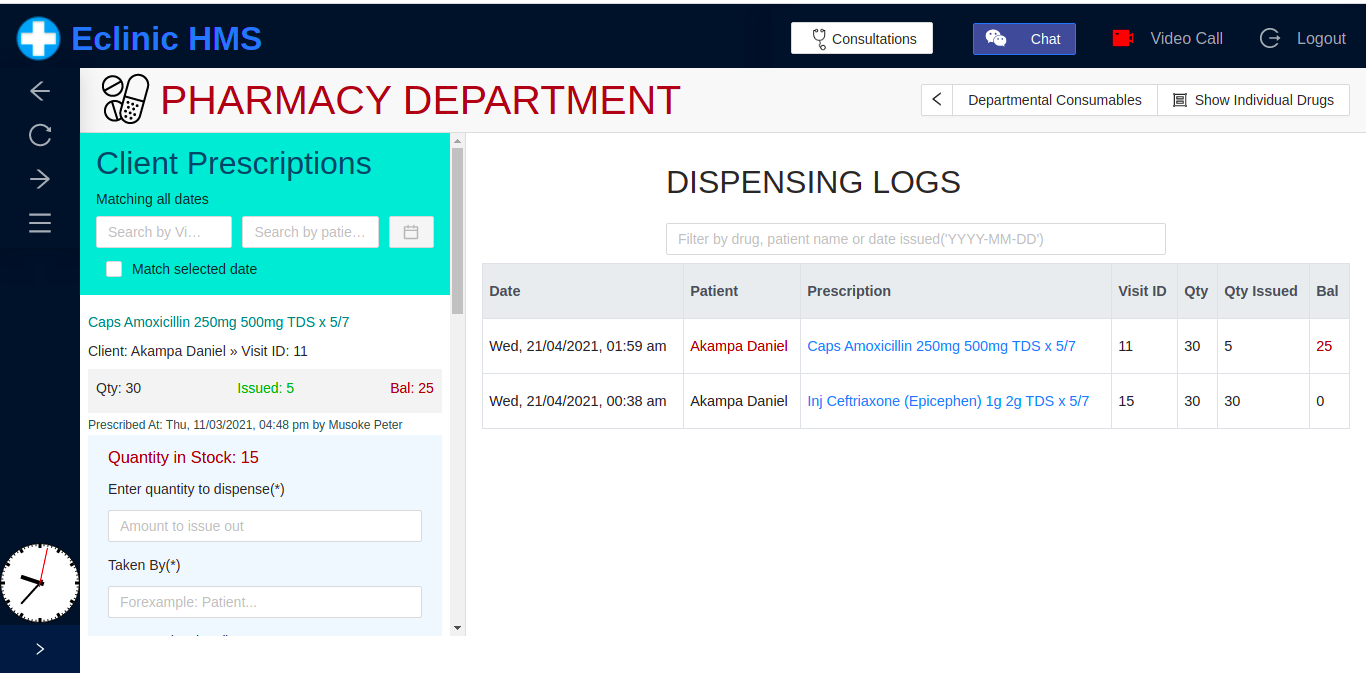 Eclinic HMS
Consultations
Chat
Video Call
Logout
PHARMACY DEPARTMENT
Departmental Consumables
Show Individual Drugs
Client Prescriptions
Matching all dates
Search by Vi...
Search by patie...
Match selected date
Caps Amoxicillin 250mg 500mg TDS x 5/7
Client: Akampa Daniel » Visit ID: 11
Qty: 30 Issued: 5 Bal: 25
Prescribed At: Thu, 11/03/2021, 04:48 pm by Musoke Peter
Quantity in Stock: 15
Enter quantity to dispense(*)
Amount to issue out
Taken By(*)
Forexample: Patient...
DISPENSING LOGS
Filter by drug, patient name or date issued('YYYY-MM-DD')
Date Patient Prescription Visit ID Qty Qty Issued Bal
Wed, 21/04/2021, 01:59 am Akampa Daniel Caps Amoxicillin 250mg 500mg TDS x 5/7 11 30 5 25
Wed, 21/04/2021, 00:38 am Akampa Daniel Inj Ceftriaxone (Epicephen) 1g 2g TDS x 5/7 15 30 30 0